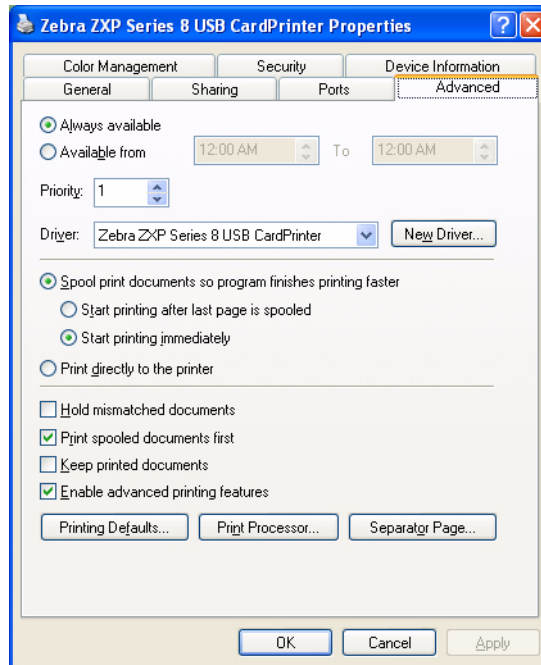 Zebra ZXP Series 8 USB CardPrinter Properties
Color Management Security Device Information
General Sharing Ports Advanced
Always available
Available from 12:00 AM To 12:00 AM
Priority: 1
Driver: Zebra ZXP Series 8 USB CardPrinter New Driver...
Spool print documents so program finishes printing faster
Start printing after last page is spooled
Start printing immediately
Print directly to the printer
Hold mismatched documents
Print spooled documents first
Keep printed documents
Enable advanced printing features
Printing Defaults... Print Processor... Separator Page...
OK Cancel Apply